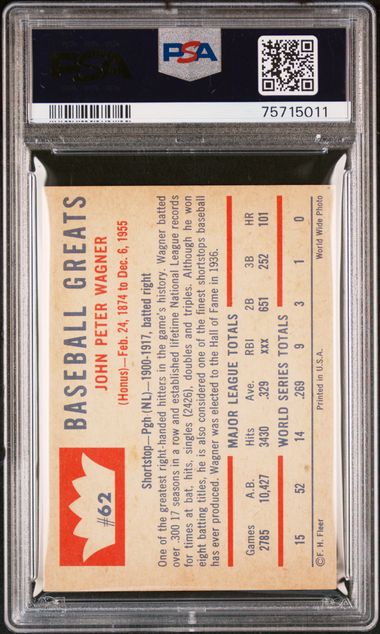 PSA
PSA
75715011
#62
BASEBALL GREATS
JOHN PETER WAGNER
(Honus)—Feb. 24, 1874 to Dec. 6, 1955
Shortstop—Pgh (NL)—1900-1917, batted right
One of the greatest right-handed hitters in the game's history. Wagner batted
over .300 17 seasons in a row and established lifetime National League records
for times at bat, hits, singles (2426), doubles and triples. Although he won
eight batting titles, he is also considered one of the finest shortstops baseball
has ever produced. Wagner was elected to the Hall of Fame in 1936.
MAJOR LEAGUE TOTALS
Games A.B. Hits Ave. RBI 2B 3B HR
2785 10,427 3430 .329 xxx 651 252 101
WORLD SERIES TOTALS
15 52 14 .269 9 3 1 0
©F. H. Fleer Printed in U.S.A. World Wide Photo